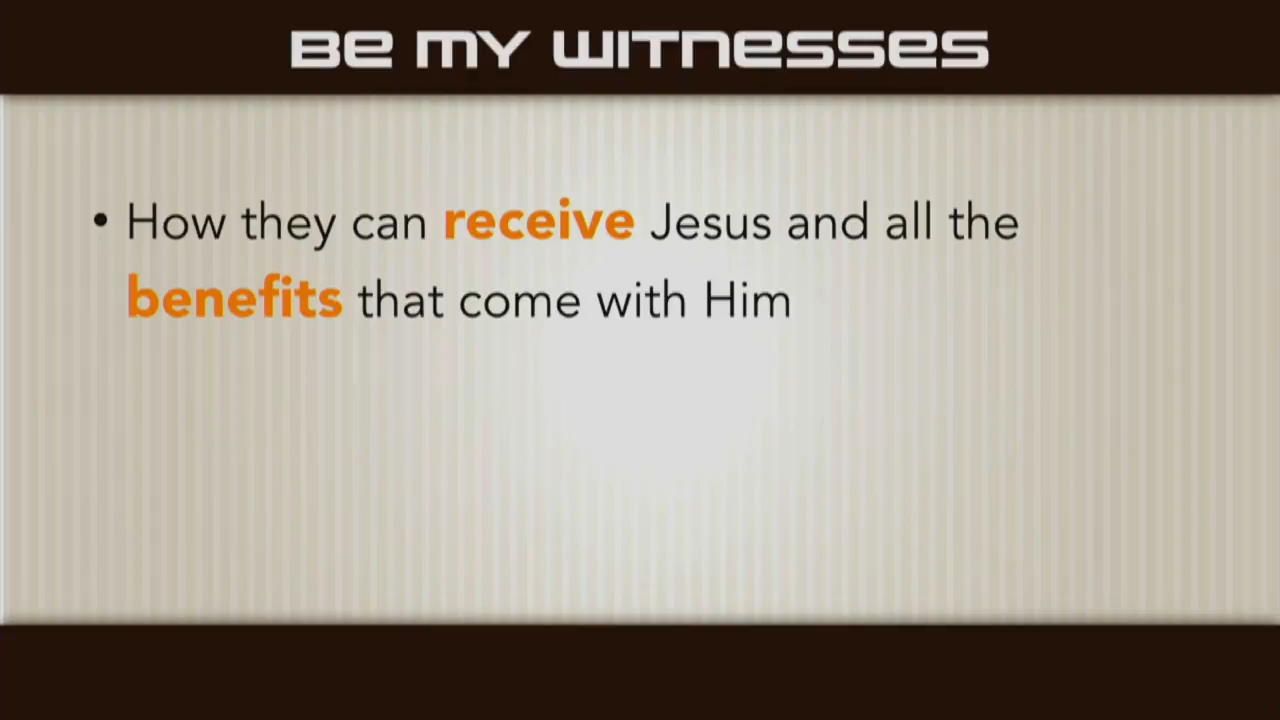 Be my witnesses
• How they can receive Jesus and all the
benefits that come with Him